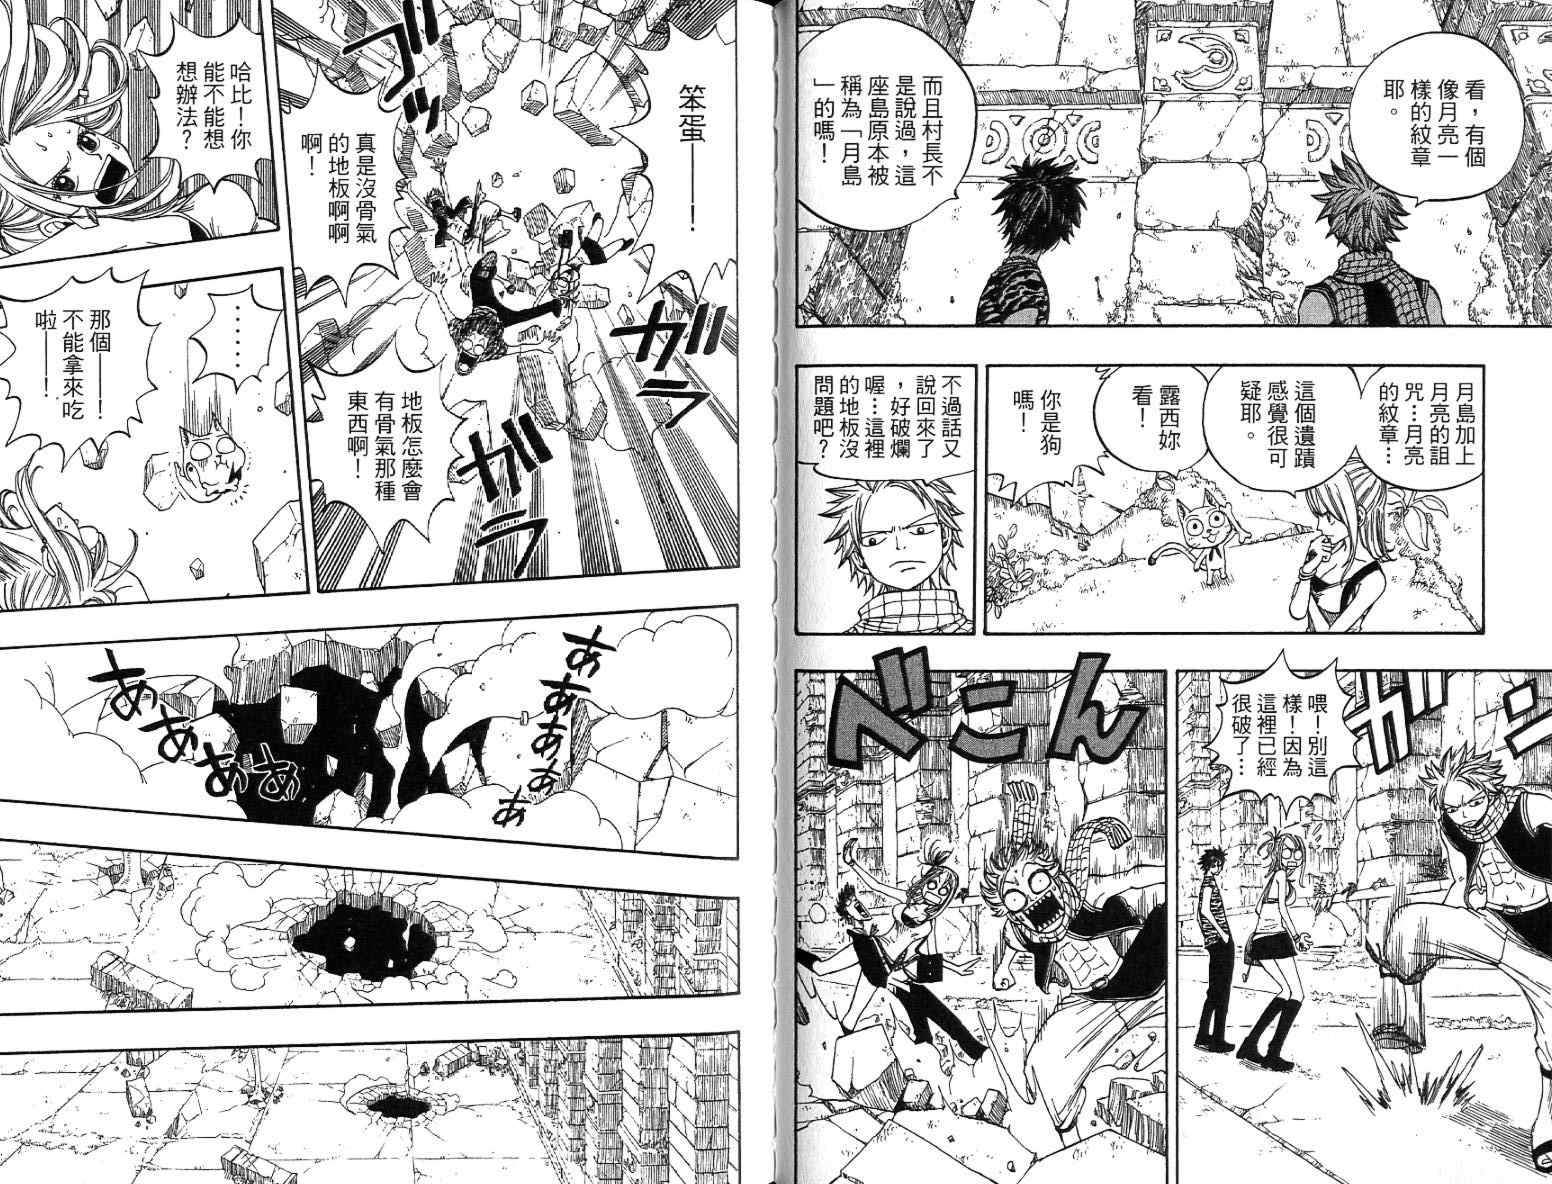 看，有個
像月亮一
樣的紋章
耶。
而且村長不
是說過，這
座島原本被
稱為「月島
」的嗎！
月島加上
月亮的詛
咒…月亮
的紋章…
這個遺蹟
感覺很可
疑耶。
露西妳
看！
你是狗
嗎！
不過話又
說回來了
，好破爛
喔…這裡
的地板沒
問題吧？
喂！別這
樣！因為
這裡已經
很破了…
ガンッ
べこん
笨蛋——！
ガラ
ガラ
ガラ
真是沒骨氣
的地板啊啊
啊！
地板怎麼會
有骨氣那種
東西啊！
哈比！你
能不能想
想辦法？
……
那個——！
不能拿來吃
啦——！
ああああぁ
あああああ